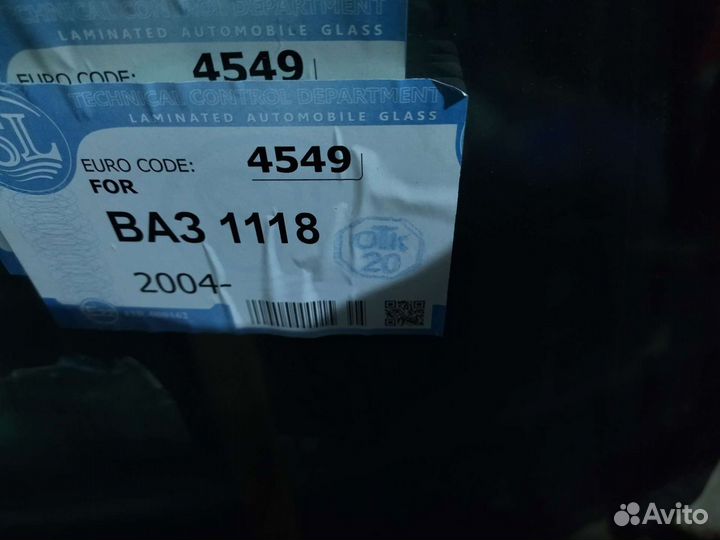 TECHNICAL CONTROL DEPARTMENT
LAMINATED AUTOMOBILE GLASS
EURO CODE: 4549
TECHNICAL CONTROL DEPARTMENT
LAMINATED AUTOMOBILE GLASS
SL
EURO CODE: 4549
FOR
ВАЗ 1118
ОТК
20
2004-
Avito